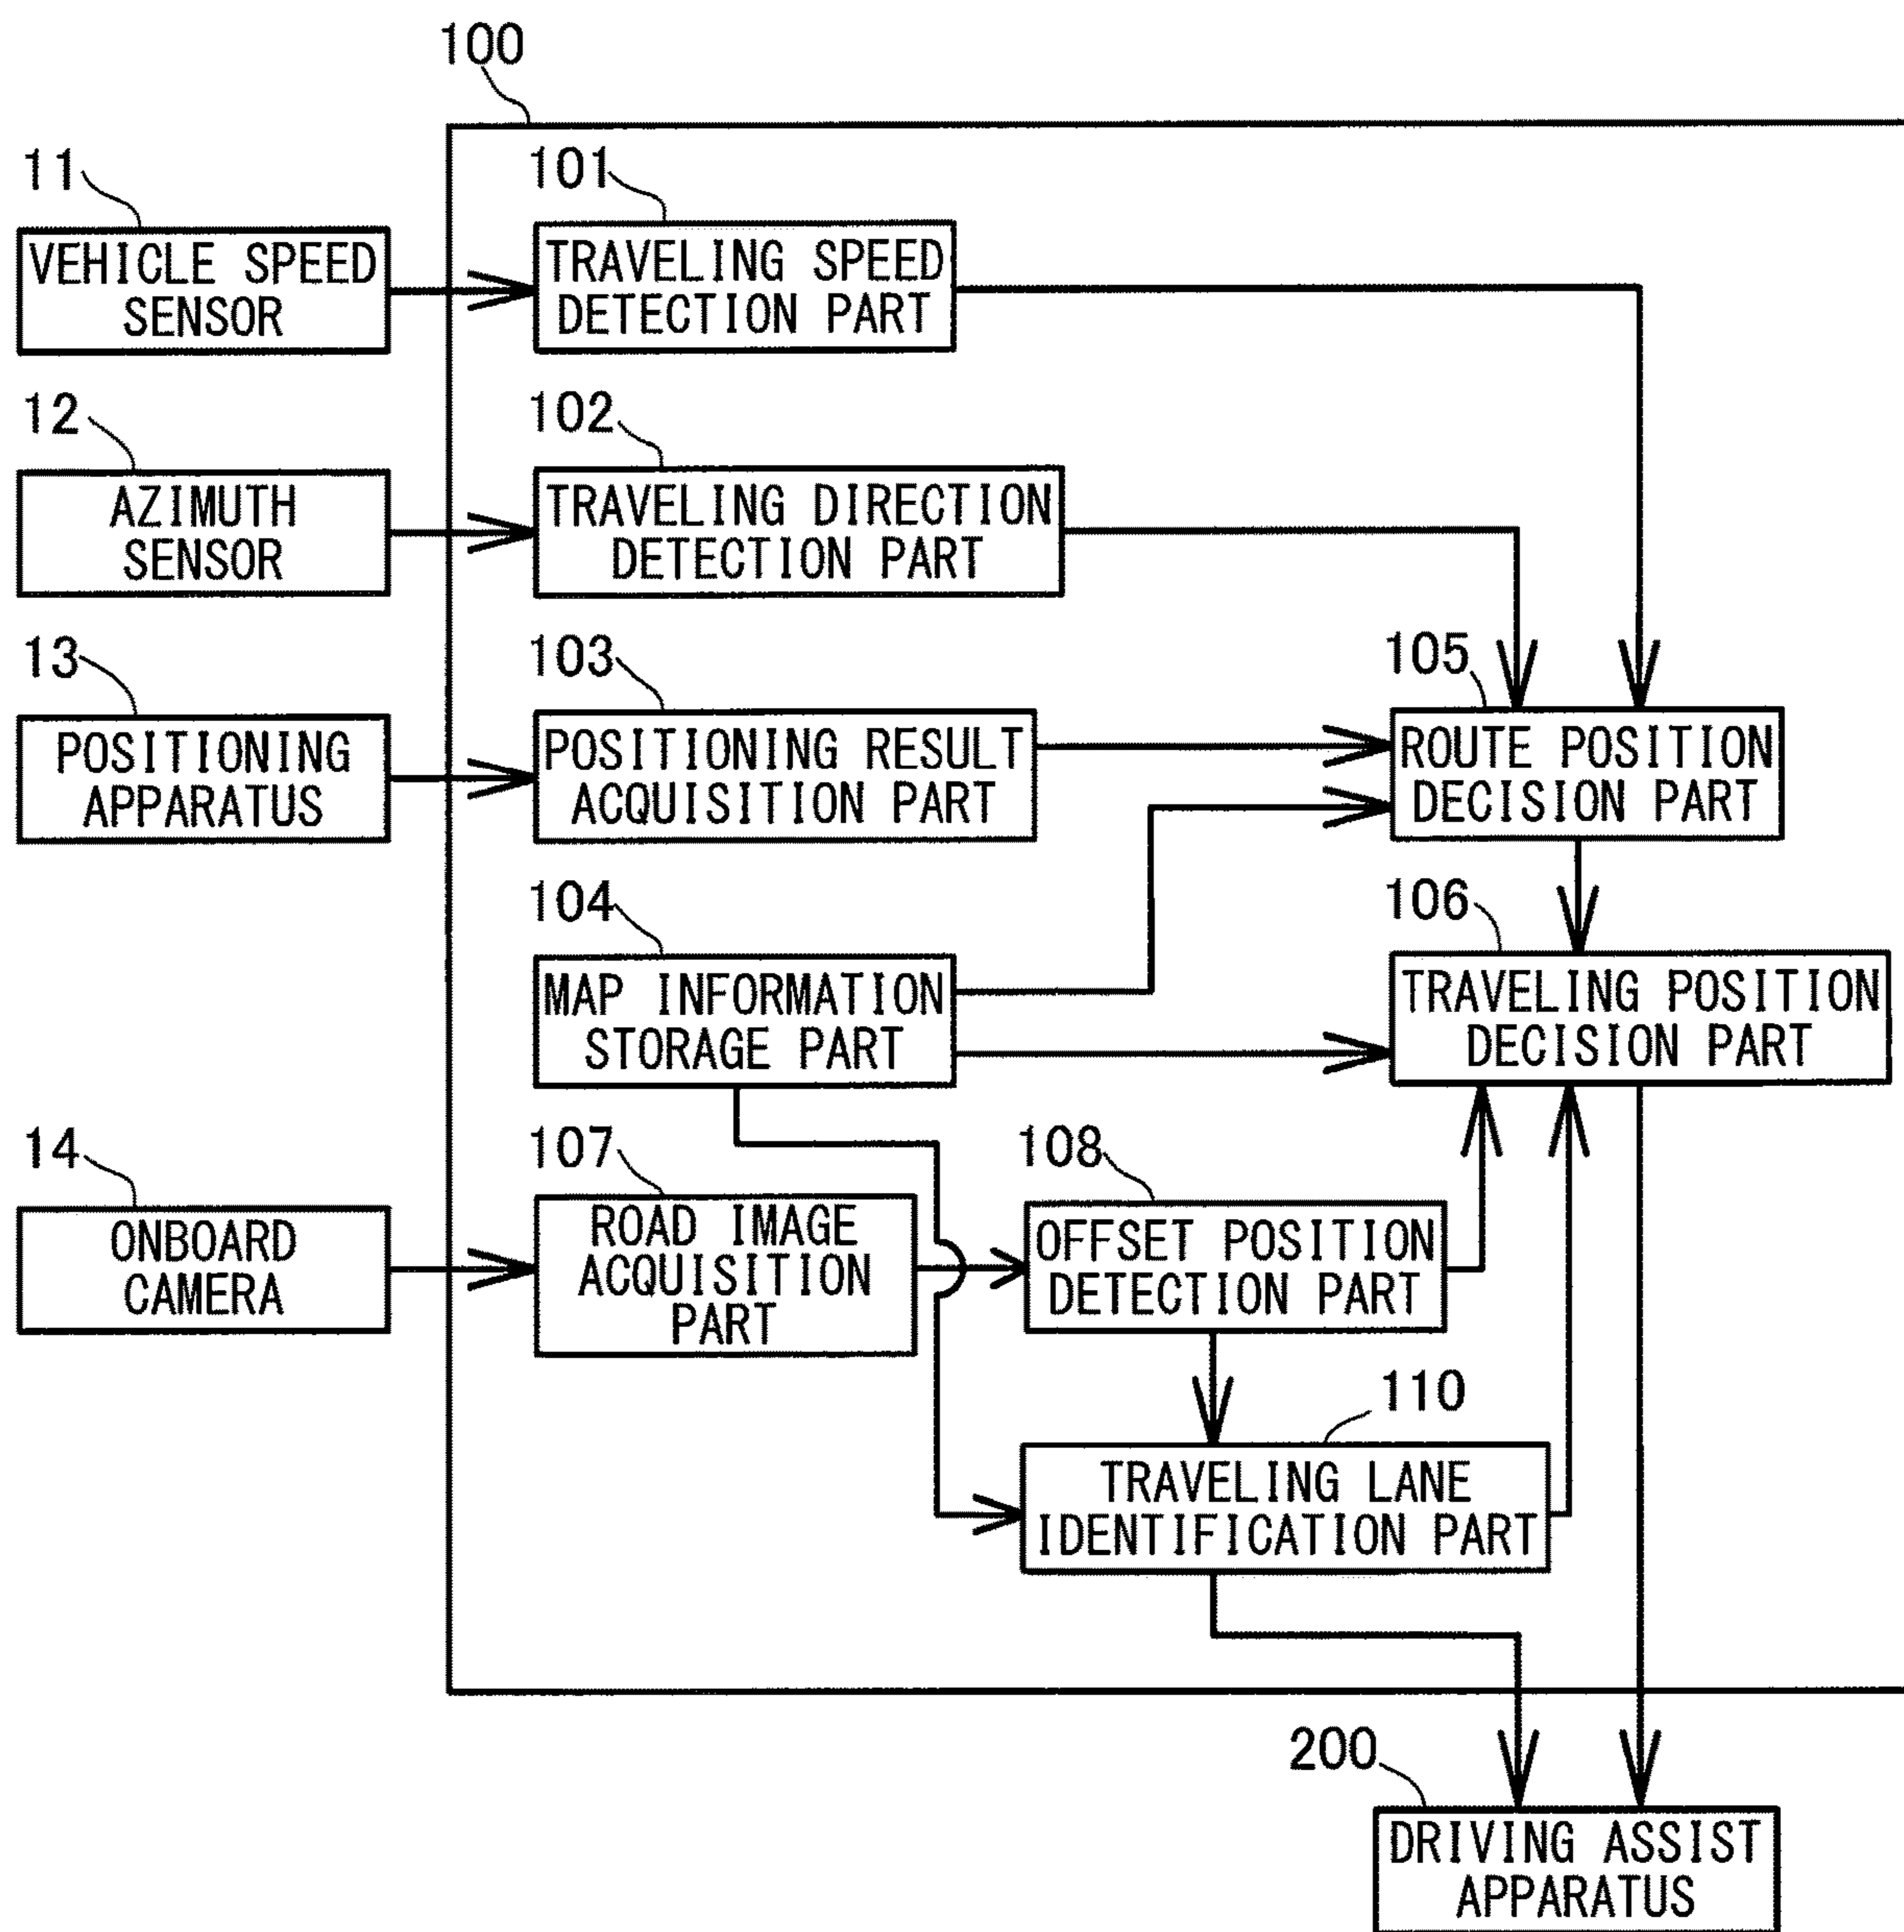 100
11
VEHICLE SPEED
SENSOR
101
TRAVELING SPEED
DETECTION PART
12
AZIMUTH
SENSOR
102
TRAVELING DIRECTION
DETECTION PART
13
POSITIONING
APPARATUS
103
POSITIONING RESULT
ACQUISITION PART
105
ROUTE POSITION
DECISION PART
104
MAP INFORMATION
STORAGE PART
106
TRAVELING POSITION
DECISION PART
14
ONBOARD
CAMERA
107
ROAD IMAGE
ACQUISITION
PART
108
OFFSET POSITION
DETECTION PART
110
TRAVELING LANE
IDENTIFICATION PART
200
DRIVING ASSIST
APPARATUS